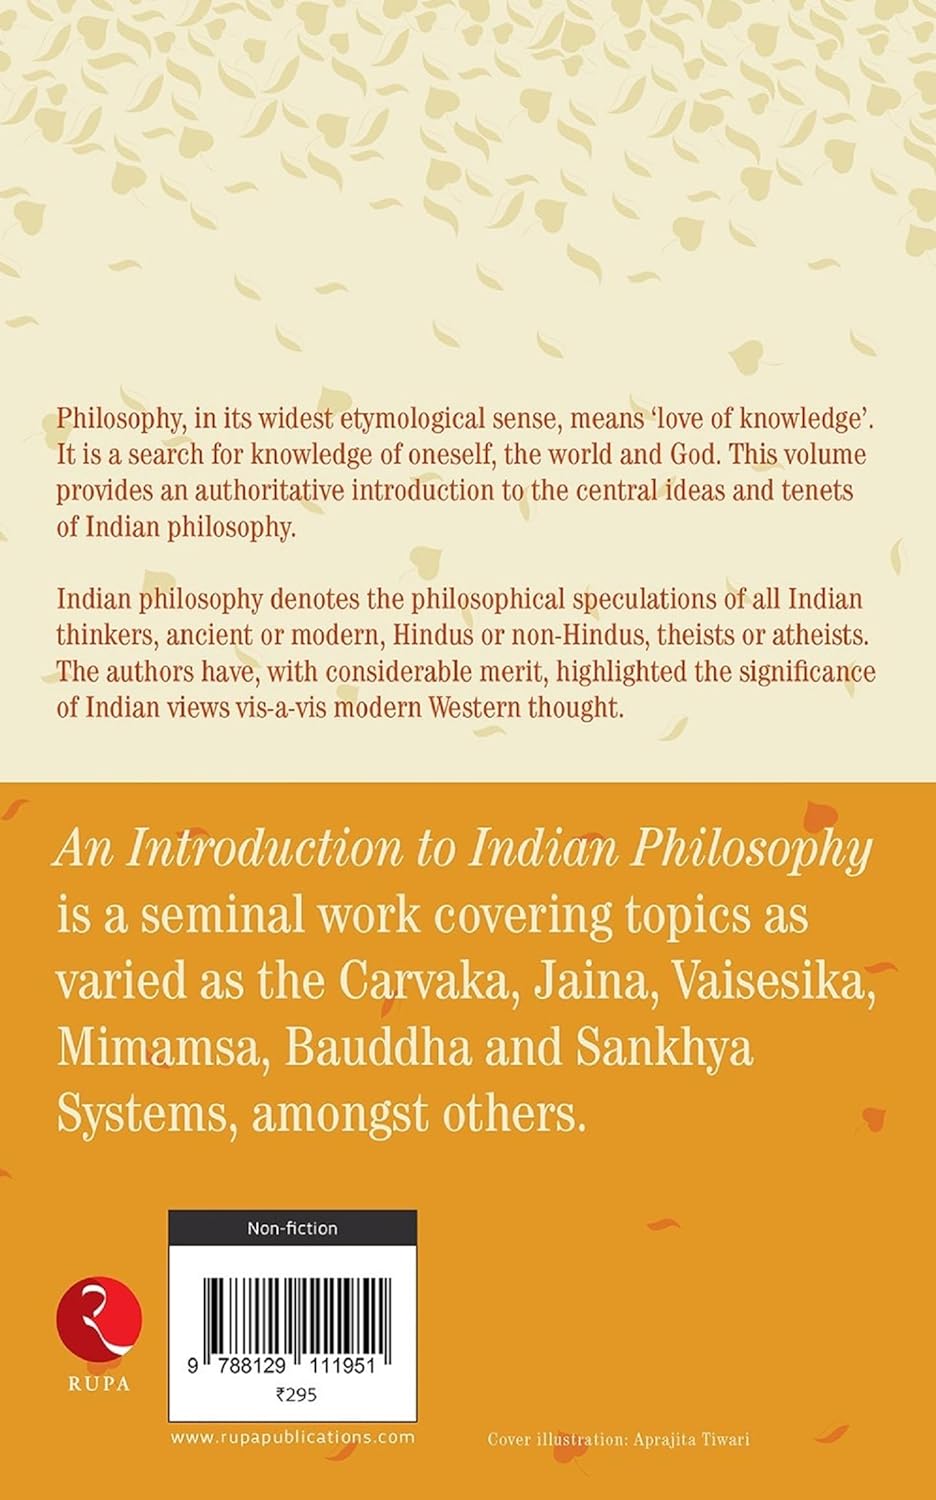 Philosophy, in its widest etymological sense, means ‘love of knowledge’.
It is a search for knowledge of oneself, the world and God. This volume
provides an authoritative introduction to the central ideas and tenets
of Indian philosophy.
Indian philosophy denotes the philosophical speculations of all Indian
thinkers, ancient or modern, Hindus or non-Hindus, theists or atheists.
The authors have, with considerable merit, highlighted the significance
of Indian views vis-a-vis modern Western thought.
An Introduction to Indian Philosophy
is a seminal work covering topics as
varied as the Carvaka, Jaina, Vaisesika,
Mimamsa, Bauddha and Sankhya
Systems, amongst others.
Non-fiction
9 788129 111951
₹295
RUPA
www.rupapublications.com
Cover illustration: Aprajita Tiwari